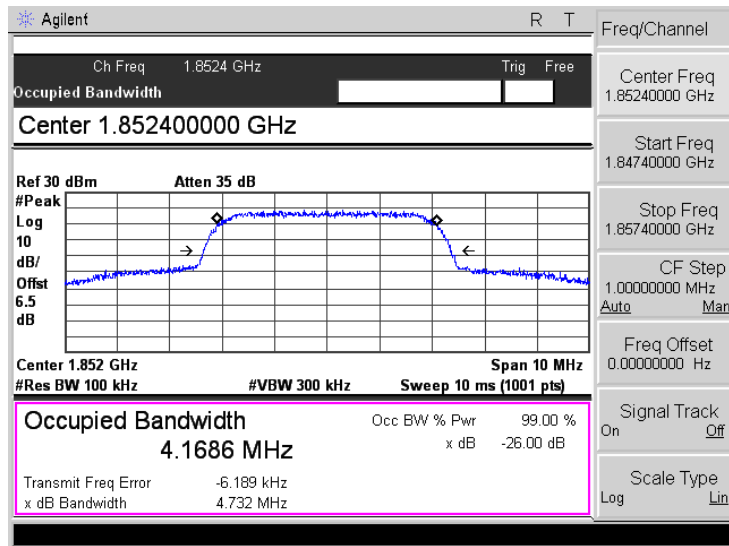 Agilent R T
Ch Freq 1.8524 GHz Trig Free
Occupied Bandwidth
Center 1.852400000 GHz
Ref 30 dBm Atten 35 dB
#Peak
Log
10
dB/
Offst
6.5
dB
Center 1.852 GHz Span 10 MHz
#Res BW 100 kHz #VBW 300 kHz Sweep 10 ms (1001 pts)
Occupied Bandwidth Occ BW % Pwr 99.00 %
4.1686 MHz x dB -26.00 dB
Transmit Freq Error -6.189 kHz
x dB Bandwidth 4.732 MHz
Freq/Channel
Center Freq
1.85240000 GHz
Start Freq
1.84740000 GHz
Stop Freq
1.85740000 GHz
CF Step
1.00000000 MHz
Auto Man
Freq Offset
0.00000000 Hz
Signal Track
On Off
Scale Type
Log Lin